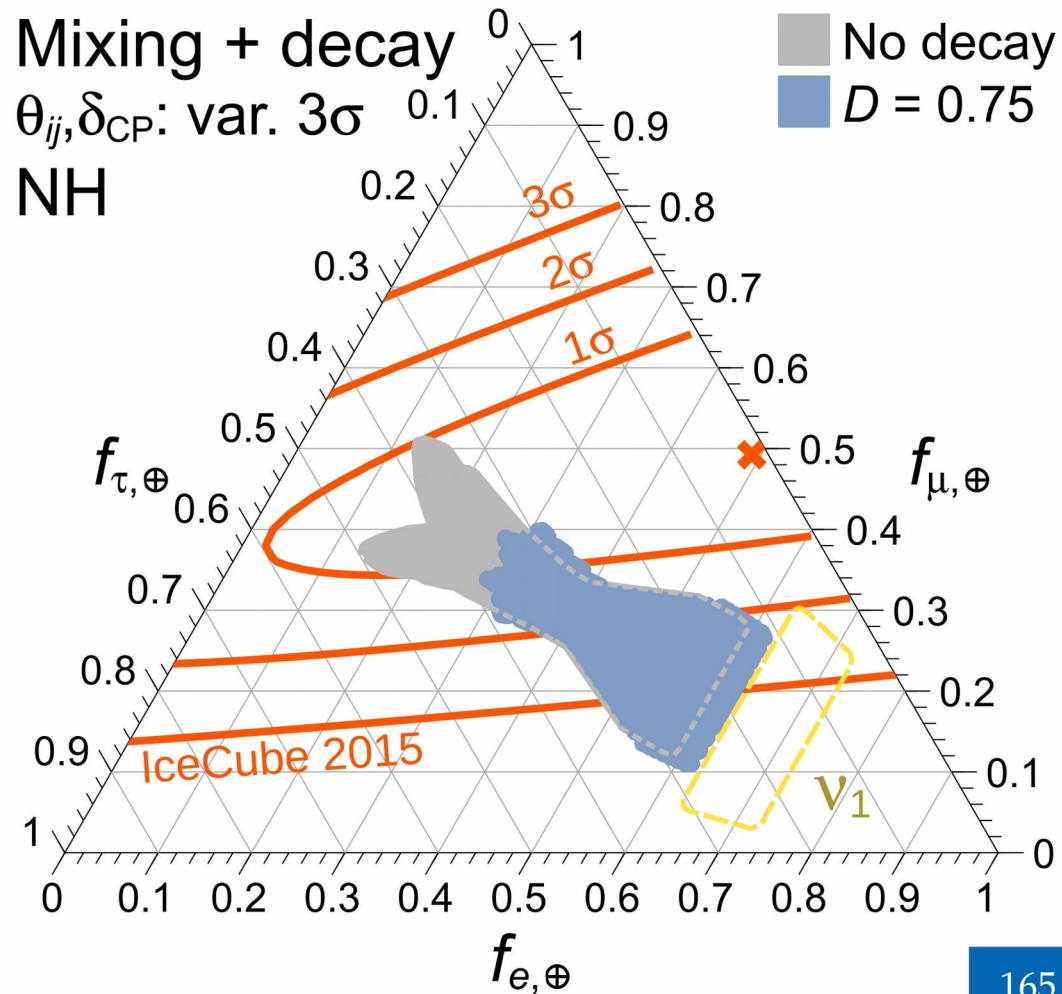 Mixing + decay
θij,δCP: var. 3σ
NH
No decay
D = 0.75
0
0.1
0.2
0.3
0.4
0.5
0.6
0.7
0.8
0.9
1
fτ,⊕
1
0.9
0.8
0.7
0.6
0.5
0.4
0.3
0.2
0.1
0
fμ,⊕
3σ
2σ
1σ
IceCube 2015
ν1
0 0.1 0.2 0.3 0.4 0.5 0.6 0.7 0.8 0.9 1
fe,⊕
165